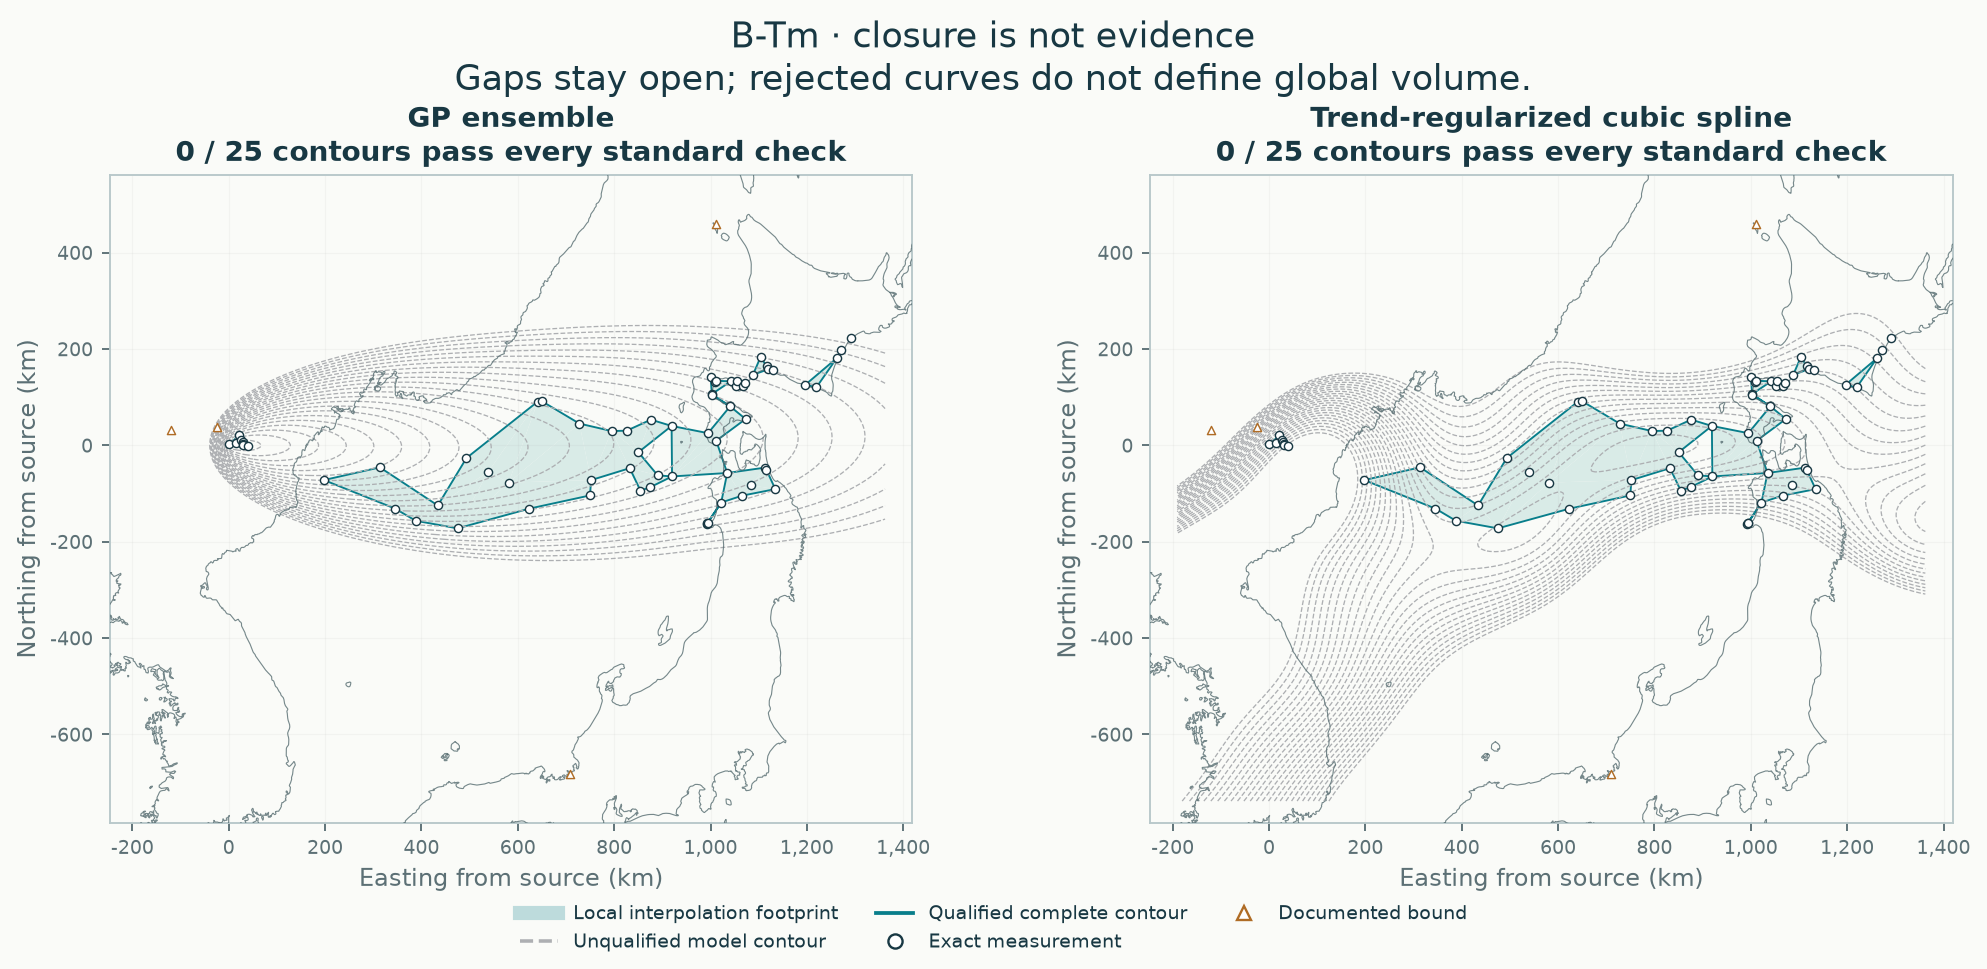 B-Tm · closure is not evidence
Gaps stay open; rejected curves do not define global volume.
GP ensemble
0 / 25 contours pass every standard check
Northing from source (km)
400
200
0
-200
-400
-600
-200 0 200 400 600 800 1,000 1,200 1,400
Easting from source (km)
Trend-regularized cubic spline
0 / 25 contours pass every standard check
Northing from source (km)
400
200
0
-200
-400
-600
-200 0 200 400 600 800 1,000 1,200 1,400
Easting from source (km)
Local interpolation footprint
Unqualified model contour
Qualified complete contour
Exact measurement
Documented bound